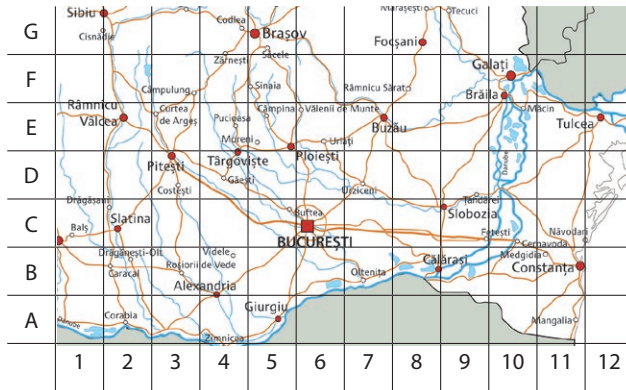 Sibiu
Codlea
Mărășești
Tecuci
G
Cisnădie
Brașov
Focșani
Săcele
Zărnești
Galați
F
Câmpulung
Sinaia
Râmnicu Sărat
Brăila
Râmnicu
Vâlcea
Curtea
de Argeș
Câmpina
Vălenii de Munte
Măcin
E
Pucioasa
Buzău
Tulcea
Moreni
Urlați
Târgoviște
Ploiești
Pitești
Danube
D
Găești
Costești
Urziceni
Țăndărei
Drăgășani
Slatina
Buftea
Slobozia
C
Balș
BUCUREȘTI
Fetești
Năvodari
Cernavoda
Drăgănești-Olt
Videle
Medgidia
Roșiorii de Vede
Călărași
Constanța
B
Caracal
Oltenița
Alexandria
Corabia
Giurgiu
A
Danube
Mangalia
Zimnicea
1 2 3 4 5 6 7 8 9 10 11 12